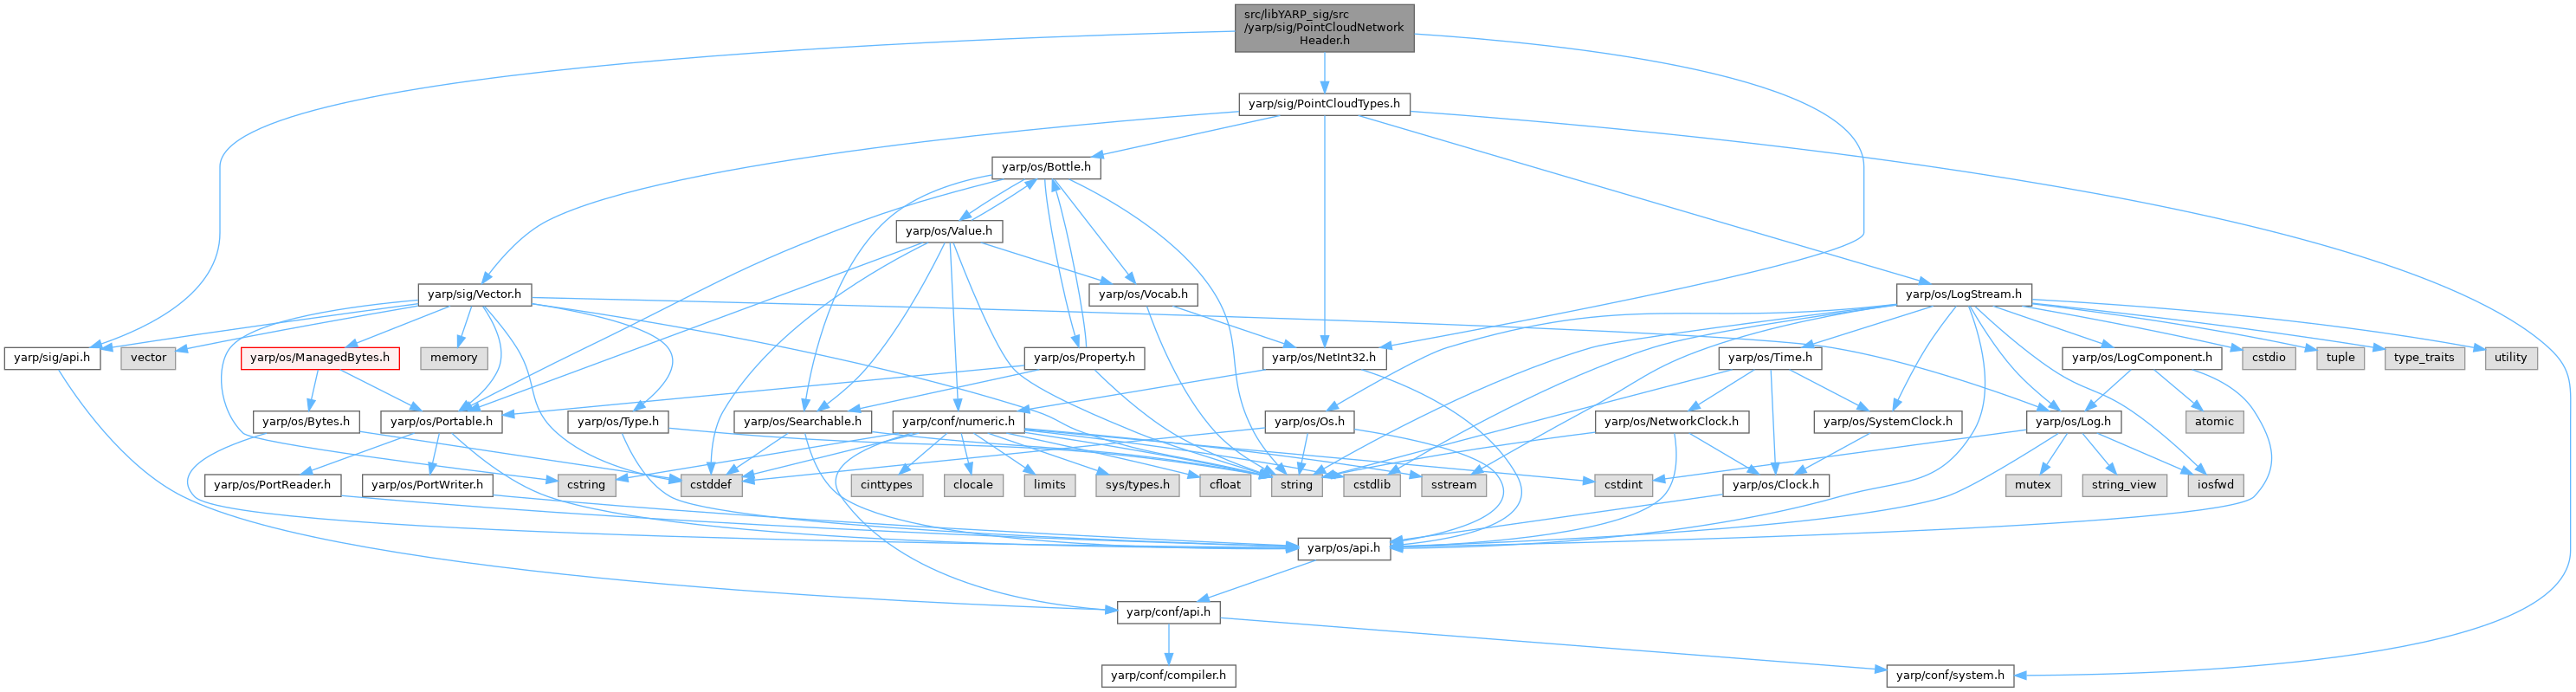 src/libYARP_sig/src
/yarp/sig/PointCloudNetwork
Header.h
yarp/sig/PointCloudTypes.h
yarp/os/Bottle.h
yarp/os/Value.h
yarp/sig/Vector.h
yarp/os/Vocab.h
yarp/os/LogStream.h
yarp/sig/api.h
vector
yarp/os/ManagedBytes.h
memory
yarp/os/Property.h
yarp/os/NetInt32.h
yarp/os/Time.h
yarp/os/LogComponent.h
cstdio
tuple
type_traits
utility
yarp/os/Bytes.h
yarp/os/Portable.h
yarp/os/Type.h
yarp/os/Searchable.h
yarp/conf/numeric.h
yarp/os/Os.h
yarp/os/NetworkClock.h
yarp/os/SystemClock.h
yarp/os/Log.h
atomic
yarp/os/PortReader.h
yarp/os/PortWriter.h
cstring
cstddef
cinttypes
clocale
limits
sys/types.h
cfloat
string
cstdlib
sstream
cstdint
yarp/os/Clock.h
mutex
string_view
iosfwd
yarp/os/api.h
yarp/conf/api.h
yarp/conf/compiler.h
yarp/conf/system.h